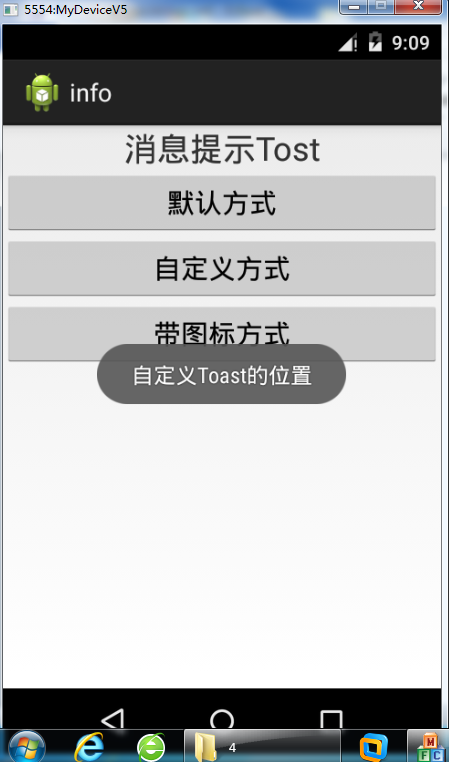 5554:MyDeviceV5
9:09
info
消息提示Tost
默认方式
自定义方式
带图标方式
自定义Toast的位置
4
M
F C